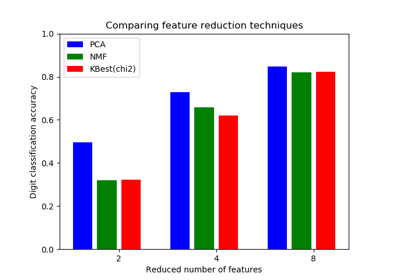 Comparing feature reduction techniques
PCA
NMF
KBest(chi2)
Digit classification accuracy
1.0
0.8
0.6
0.4
0.2
0.0
2 4 8
Reduced number of features